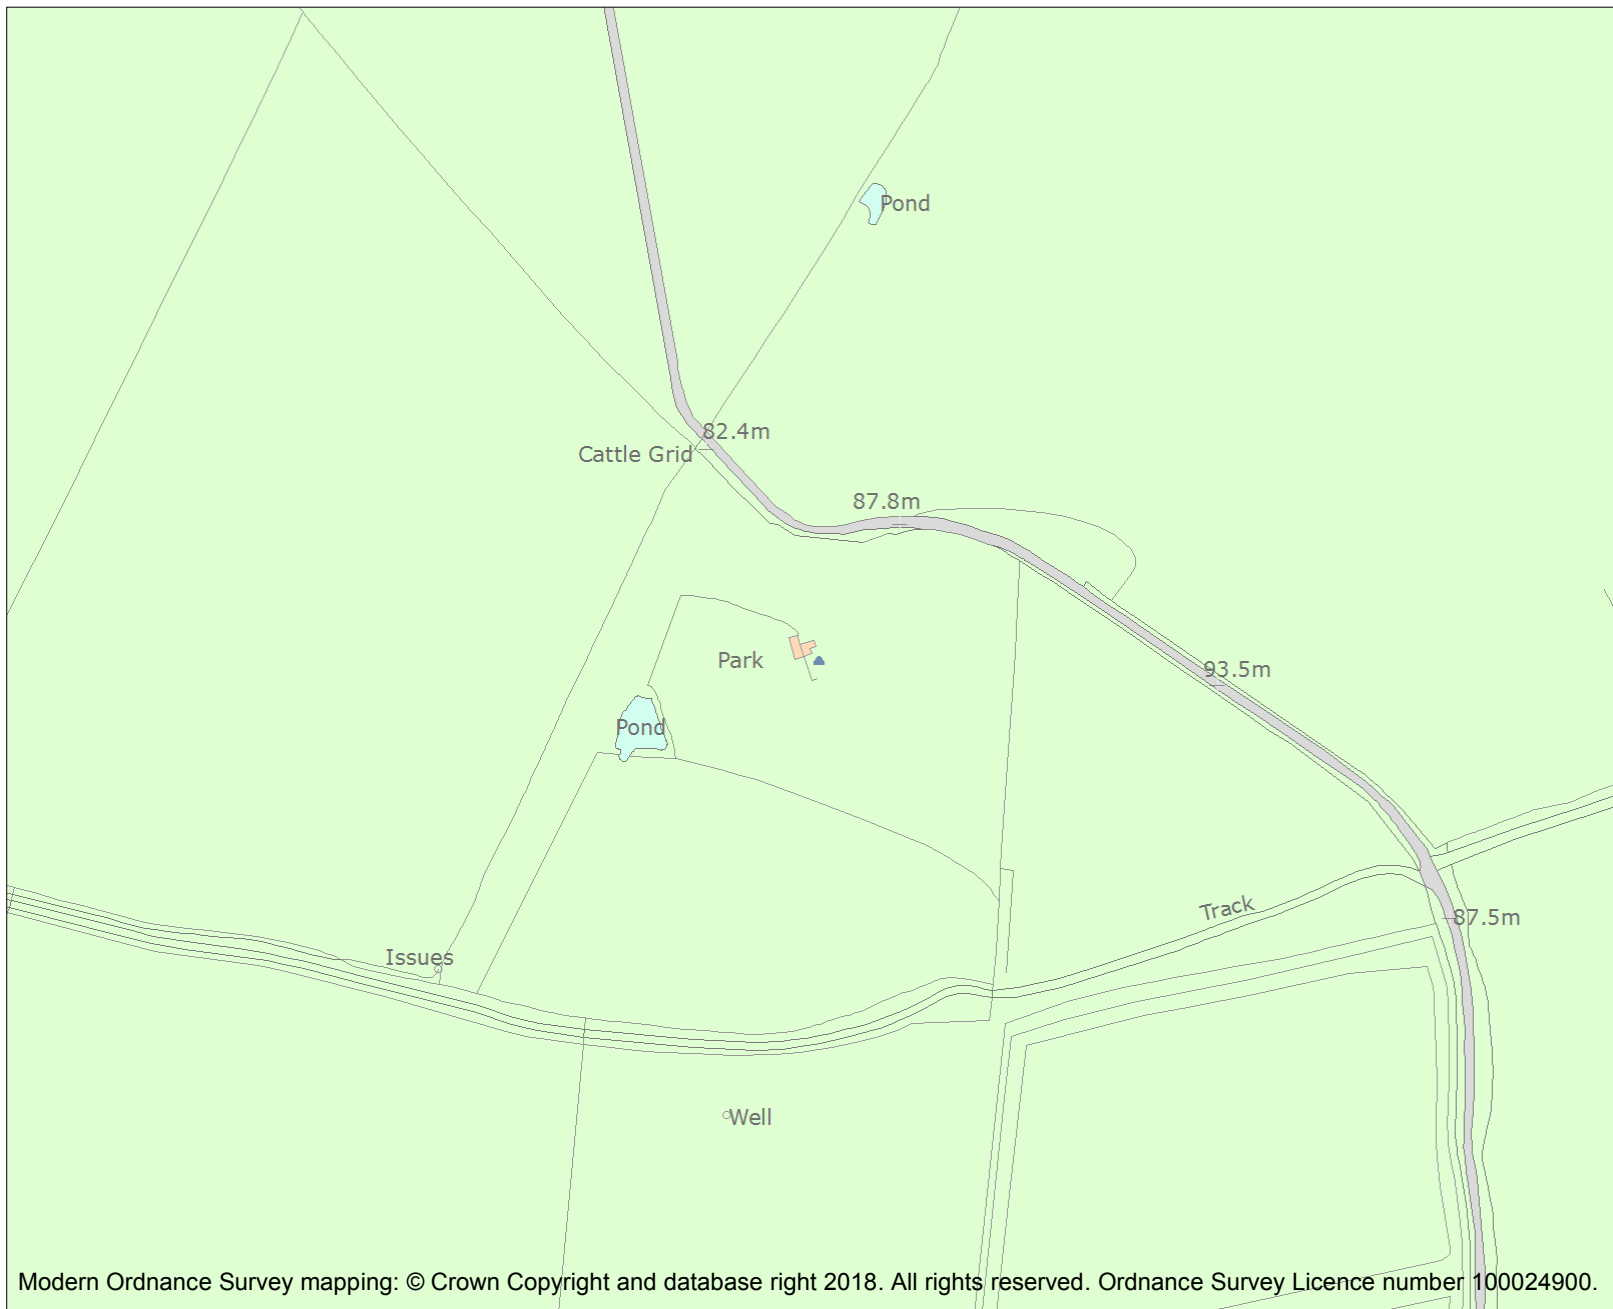 Pond
82.4m
Cattle Grid
87.8m
Park
93.5m
Pond
Track
87.5m
Issues
Well
Modern Ordnance Survey mapping: © Crown Copyright and database right 2018. All rights reserved. Ordnance Survey Licence number 100024900.